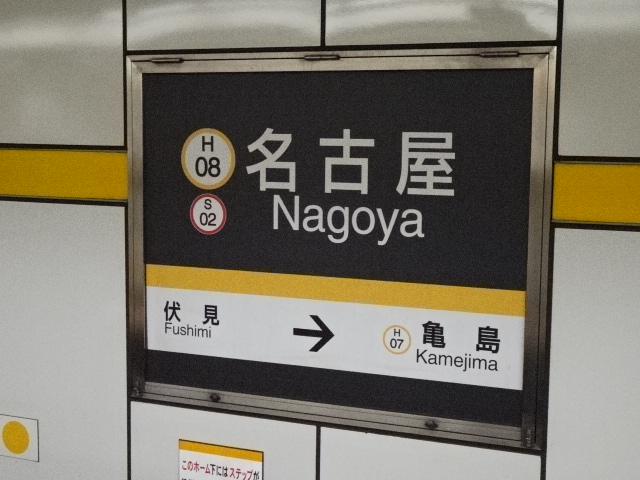 H
08
名古屋
S
02
Nagoya
伏見
Fushimi
→
H
07
亀島
Kamejima
このホーム下にはステップが